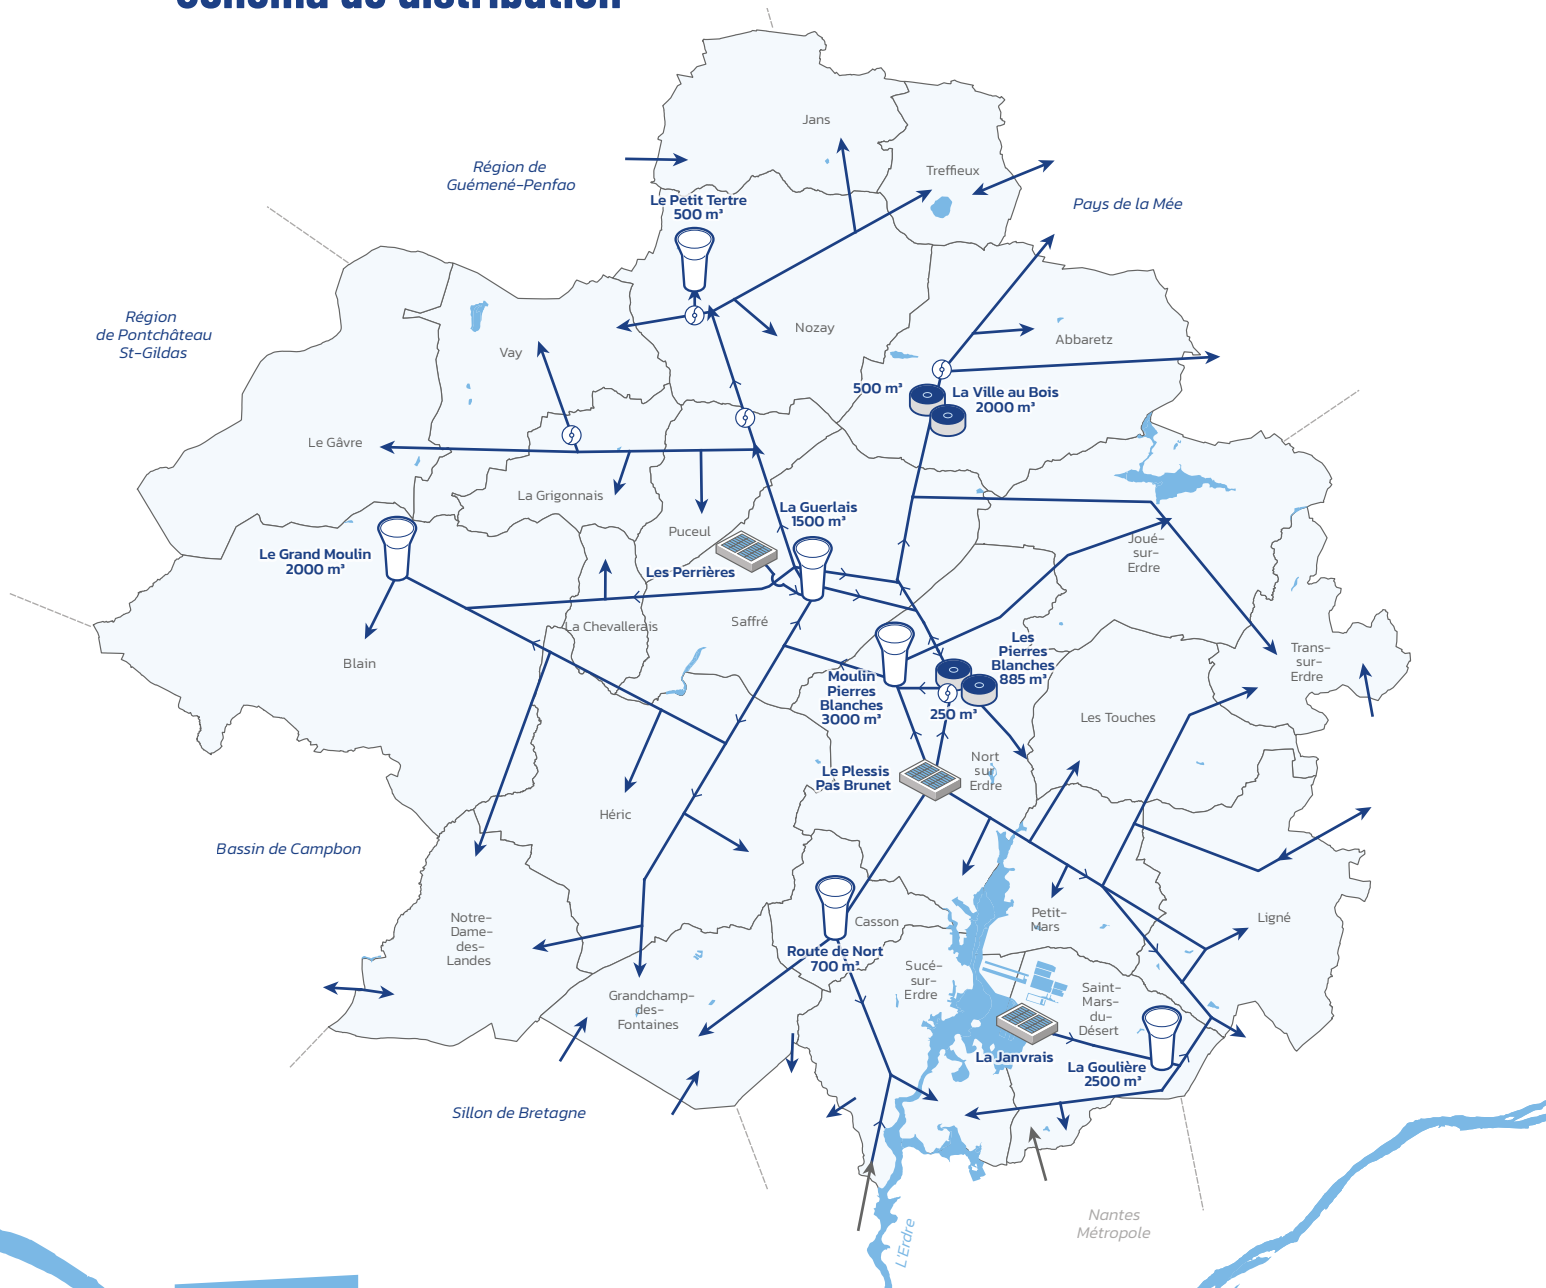 schéma de distribution
Jans
Treffieux
Région de
Guémené-Penfao
Le Petit Tertre
500 m³
Pays de la Mée
Région
de Pontchâteau
St-Gildas
Vay
Nozay
Abbaretz
500 m³
La Ville au Bois
2000 m³
Le Gâvre
La Grigonnais
Puceul
La Guerlais
1500 m³
Le Grand Moulin
2000 m³
Les Perrières
Joué-
sur-
Erdre
La Chevallerais
Saffré
Blain
Les
Pierres
Blanches
885 m³
Moulin
Pierres
Blanches
3000 m³
250 m³
Trans-
sur-
Erdre
Les Touches
Le Plessis
Pas Brunet
Nort
sur
Erdre
Héric
Bassin de Campbon
Notre-
Dame-
des-
Landes
Casson
Petit-
Mars
Ligné
Route de Nort
700 m³
Sucé-
sur-
Erdre
Grandchamp-
des-
Fontaines
Saint-
Mars-
du-
Désert
La Janvrais
La Goulière
2500 m³
Sillon de Bretagne
Nantes
Métropole
L'Erdre